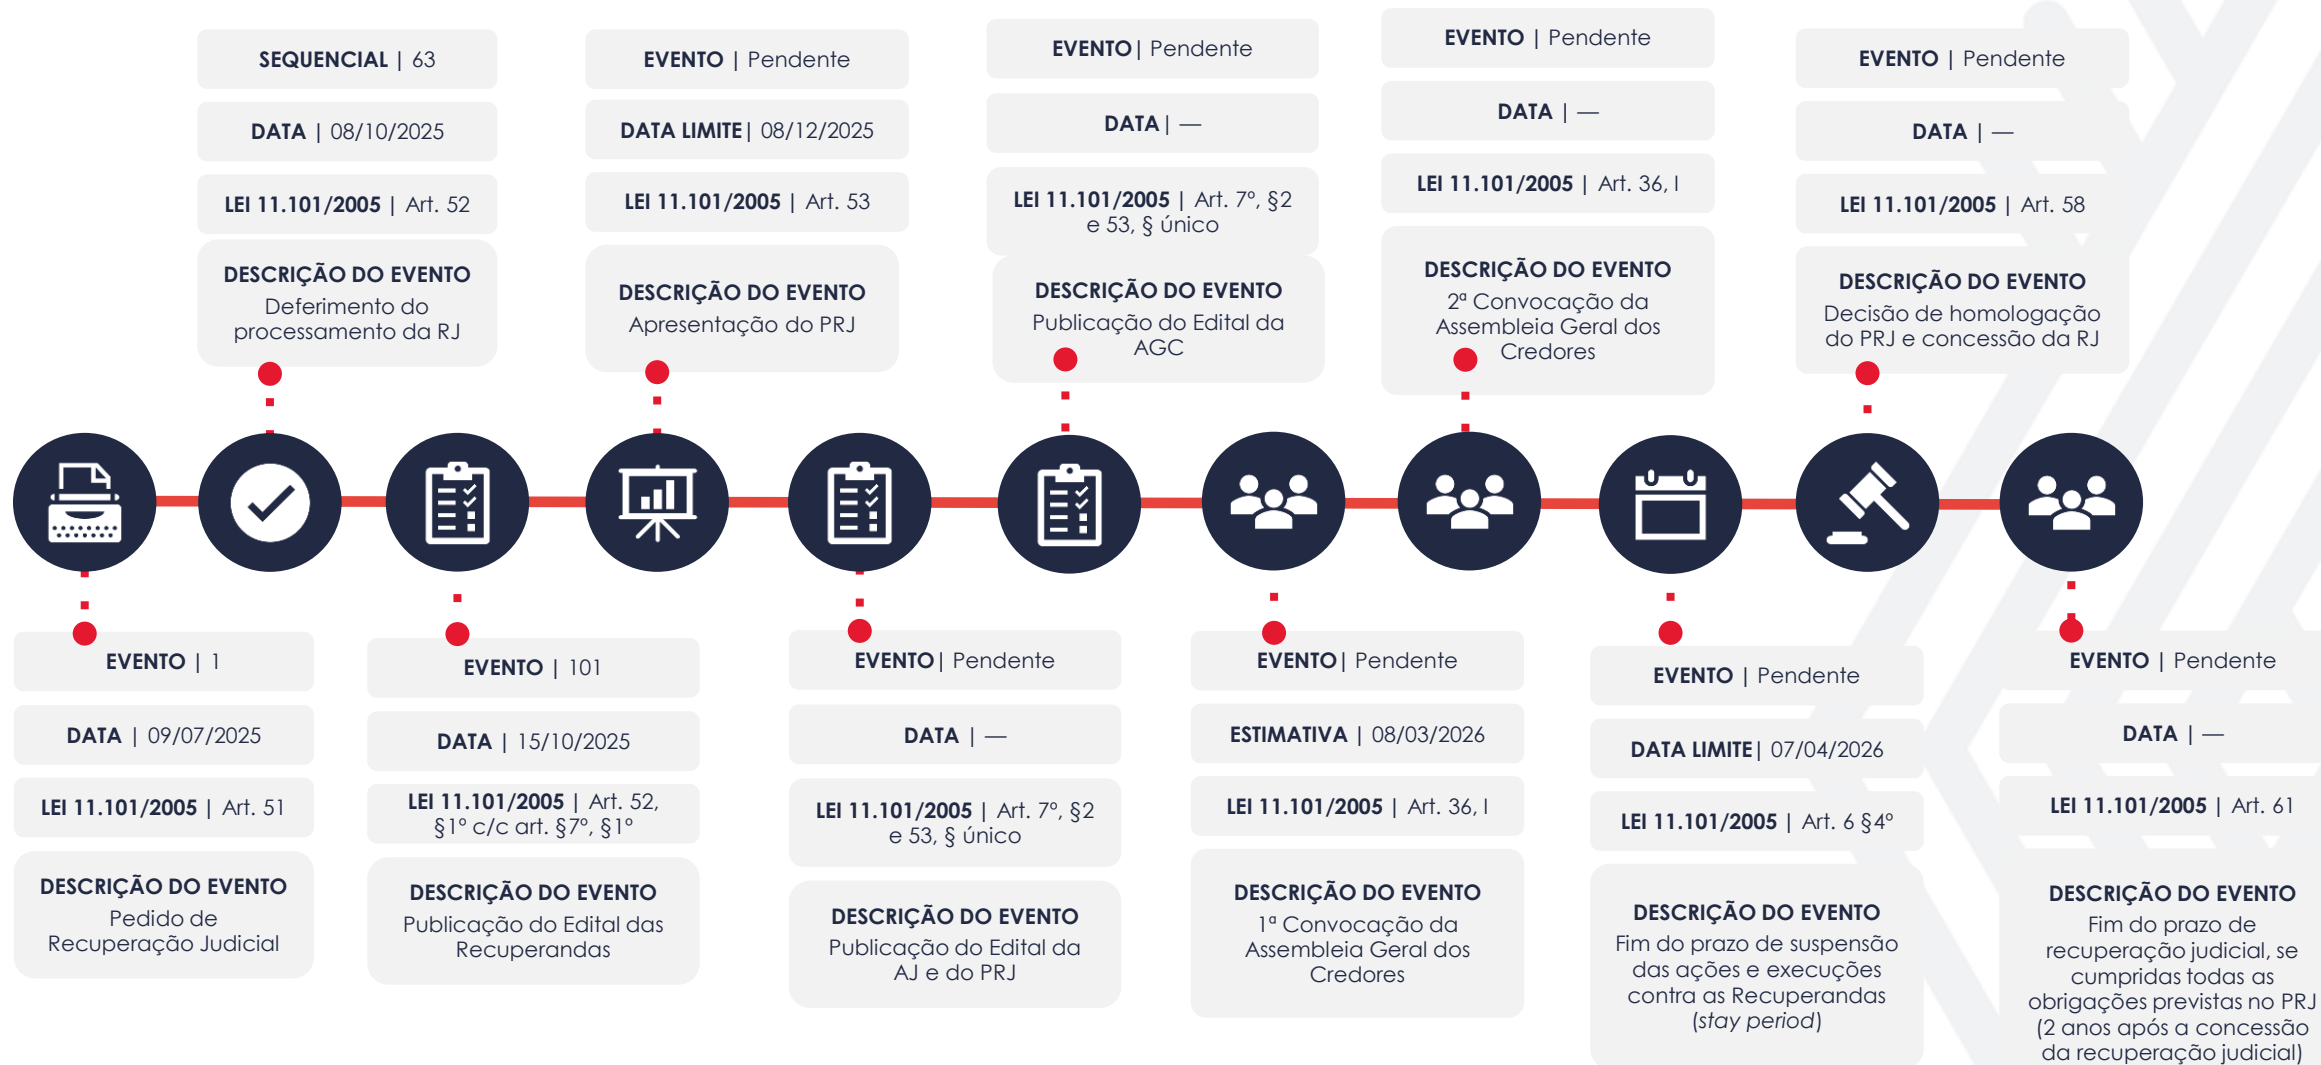 SEQUENCIAL | 63
DATA | 08/10/2025
LEI 11.101/2005 | Art. 52
DESCRIÇÃO DO EVENTO
Deferimento do
processamento da RJ
EVENTO | Pendente
DATA LIMITE| 08/12/2025
LEI 11.101/2005 | Art. 53
DESCRIÇÃO DO EVENTO
Apresentação do PRJ
EVENTO| Pendente
DATA| —
LEI 11.101/2005 | Art. 7º, §2
e 53, § único
DESCRIÇÃO DO EVENTO
Publicação do Edital da
AGC
EVENTO | Pendente
DATA | —
LEI 11.101/2005 | Art. 36, I
DESCRIÇÃO DO EVENTO
2ª Convocação da
Assembleia Geral dos
Credores
EVENTO | Pendente
DATA | —
LEI 11.101/2005 | Art. 58
DESCRIÇÃO DO EVENTO
Decisão de homologação
do PRJ e concessão da RJ
EVENTO | 1
DATA | 09/07/2025
LEI 11.101/2005 | Art. 51
DESCRIÇÃO DO EVENTO
Pedido de
Recuperação Judicial
EVENTO | 101
DATA | 15/10/2025
LEI 11.101/2005 | Art. 52,
§1º c/c art. §7º, §1º
DESCRIÇÃO DO EVENTO
Publicação do Edital das
Recuperandas
EVENTO| Pendente
DATA | —
LEI 11.101/2005 | Art. 7º, §2
e 53, § único
DESCRIÇÃO DO EVENTO
Publicação do Edital da
AJ e do PRJ
EVENTO| Pendente
ESTIMATIVA | 08/03/2026
LEI 11.101/2005 | Art. 36, I
DESCRIÇÃO DO EVENTO
1ª Convocação da
Assembleia Geral dos
Credores
EVENTO | Pendente
DATA LIMITE| 07/04/2026
LEI 11.101/2005 | Art. 6 §4º
DESCRIÇÃO DO EVENTO
Fim do prazo de suspensão
das ações e execuções
contra as Recuperandas
(stay period)
EVENTO | Pendente
DATA | —
LEI 11.101/2005 | Art. 61
DESCRIÇÃO DO EVENTO
Fim do prazo de
recuperação judicial, se
cumpridas todas as
obrigações previstas no PRJ
(2 anos após a concessão
da recuperação judicial)